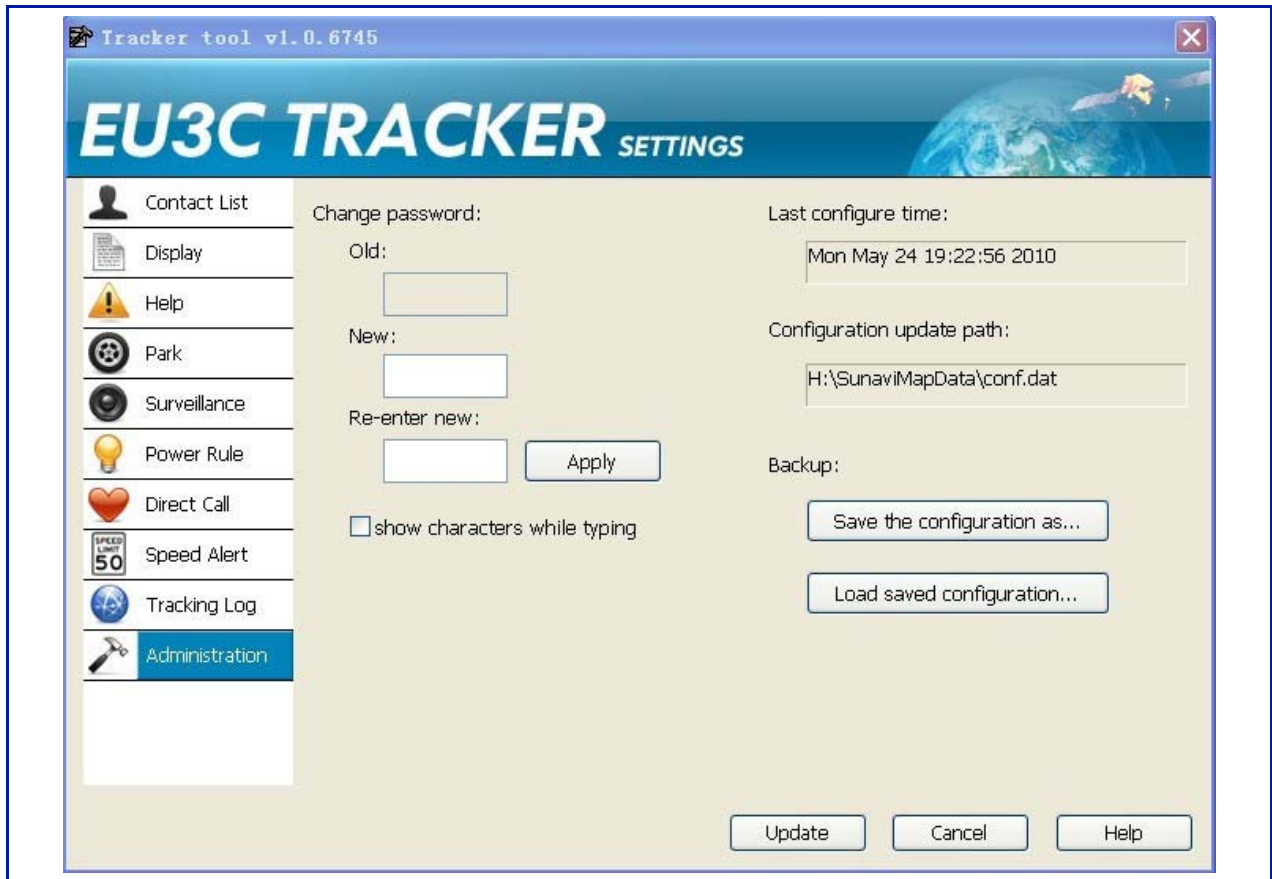 Tracker tool v1.0.6745
EU3C TRACKER SETTINGS
Contact List
Display
Help
Park
Surveillance
Power Rule
Direct Call
SPEED LIMIT 50
Speed Alert
Tracking Log
Administration
Change password:
Old:
New:
Re-enter new:
Apply
show characters while typing
Last configure time:
Mon May 24 19:22:56 2010
Configuration update path:
H:\SunaviMapData\conf.dat
Backup:
Save the configuration as...
Load saved configuration...
Update
Cancel
Help